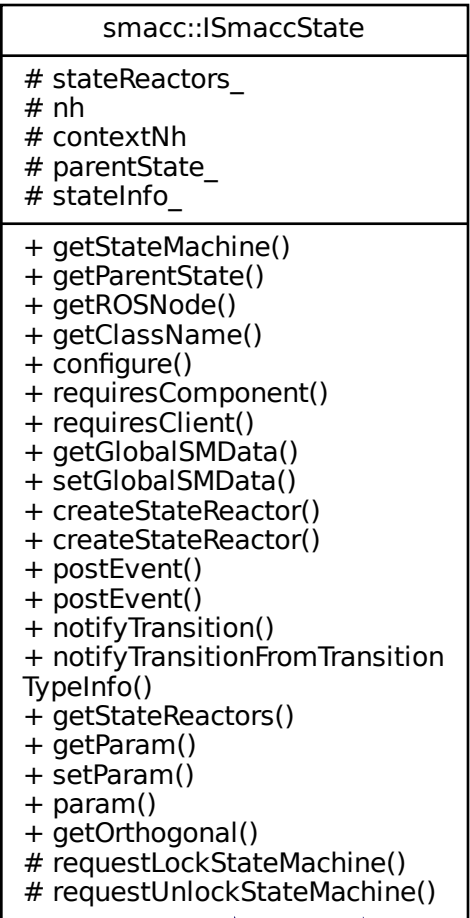 smacc::ISmaccState
# stateReactors_
# nh
# contextNh
# parentState_
# stateInfo_
+ getStateMachine()
+ getParentState()
+ getROSNode()
+ getClassName()
+ configure()
+ requiresComponent()
+ requiresClient()
+ getGlobalSMData()
+ setGlobalSMData()
+ createStateReactor()
+ createStateReactor()
+ postEvent()
+ postEvent()
+ notifyTransition()
+ notifyTransitionFromTransition
TypeInfo()
+ getStateReactors()
+ getParam()
+ setParam()
+ param()
+ getOrthogonal()
# requestLockStateMachine()
# requestUnlockStateMachine()